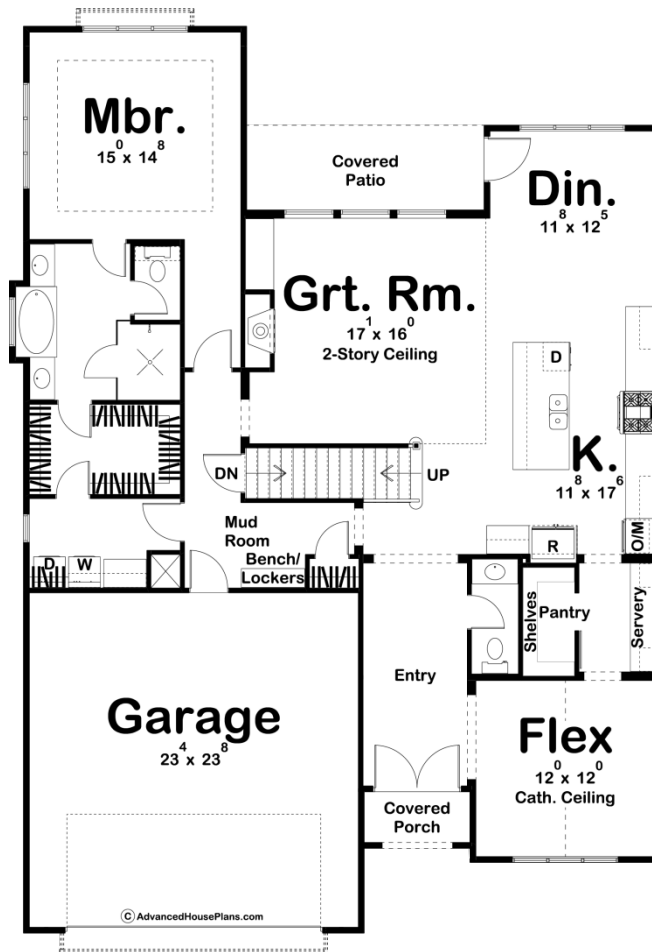 Mbr.
15⁰ x 14⁸
Covered
Patio
Din.
11⁸ x 12⁵
Grt. Rm.
17¹ x 16⁰
2-Story Ceiling
D
K.
11⁸ x 17⁶
DN
UP
Mud
Room
Bench/
Lockers
D
W
R
O/M
Shelves
Pantry
Servery
Entry
Garage
23⁴ x 23⁸
Flex
12⁰ x 12⁰
Cath. Ceiling
Covered
Porch
© AdvancedHousePlans.com